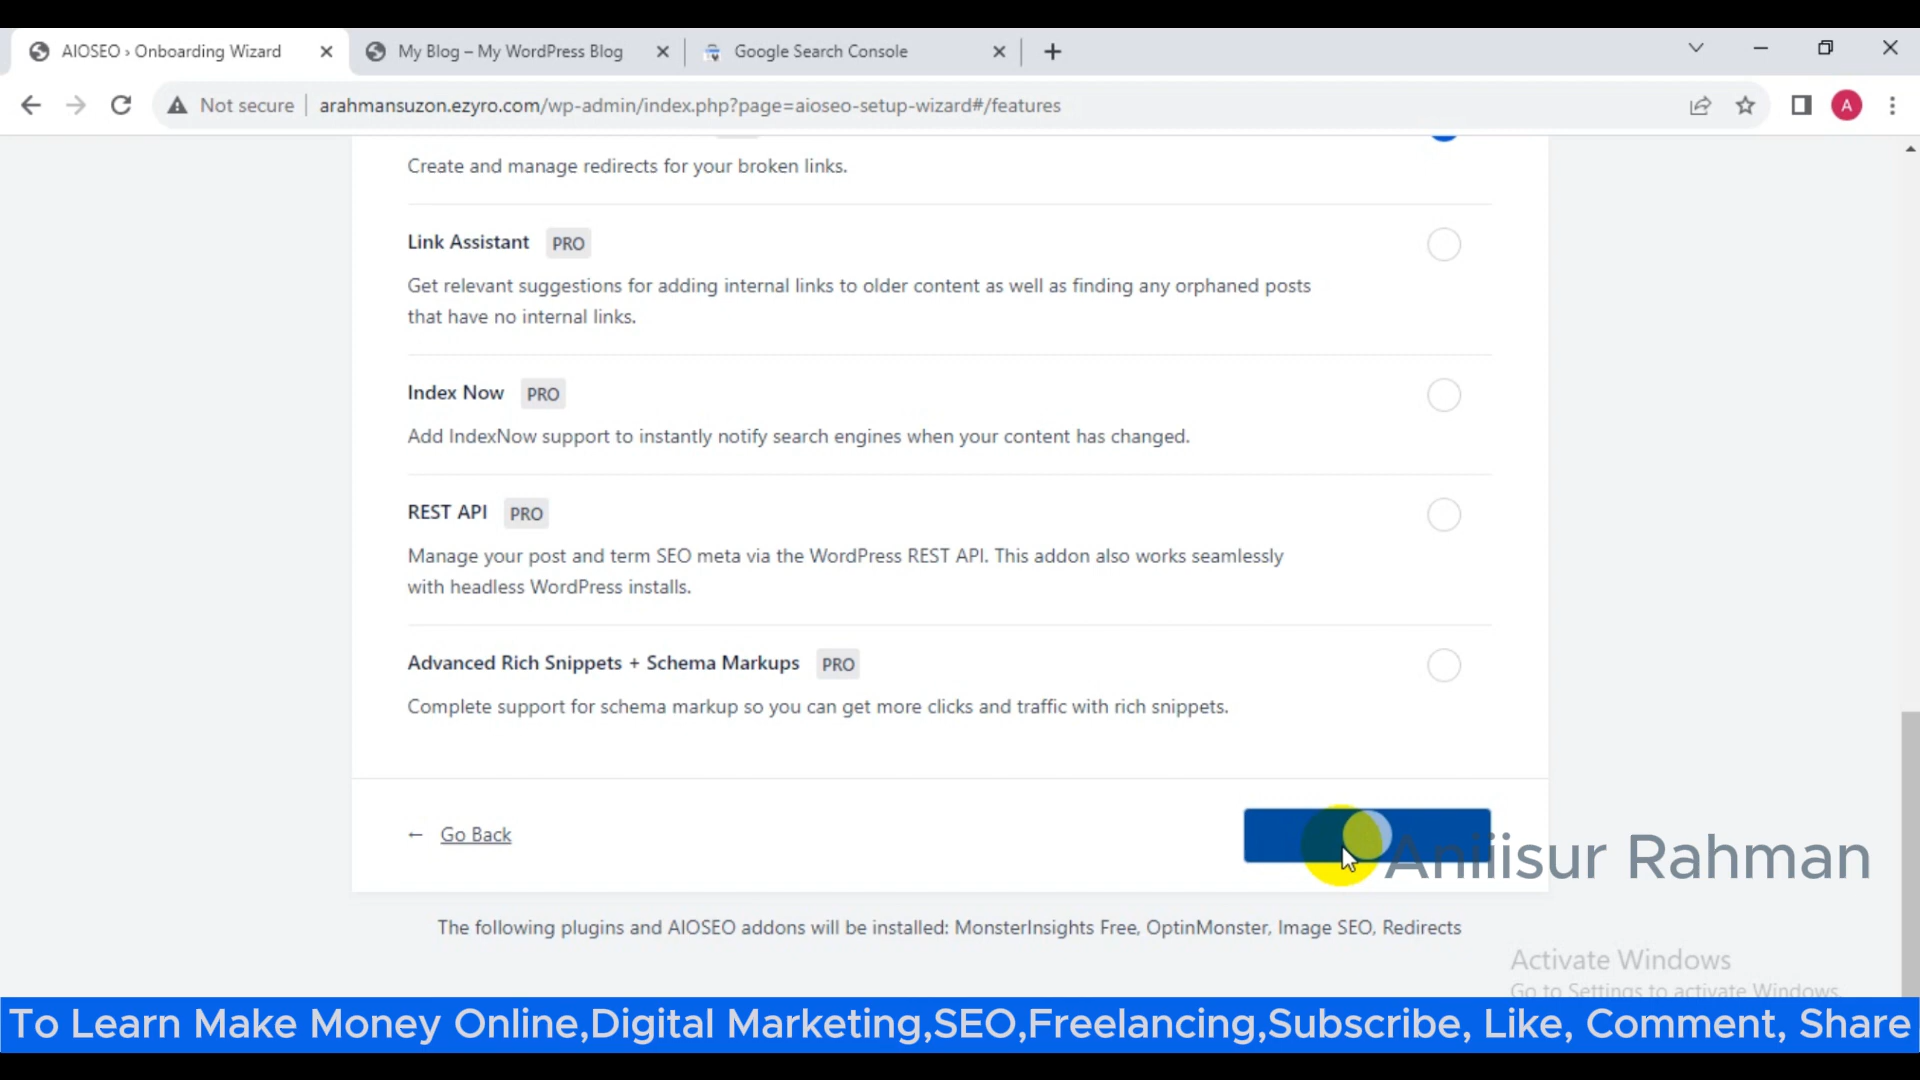 AIOSEO › Onboarding Wizard
My Blog – My WordPress Blog
Google Search Console
Not secure
arahmansuzon.ezyro.com/wp-admin/index.php?page=aioseo-setup-wizard#/features
A
Create and manage redirects for your broken links.
Link Assistant PRO
Get relevant suggestions for adding internal links to older content as well as finding any orphaned posts
that have no internal links.
Index Now PRO
Add IndexNow support to instantly notify search engines when your content has changed.
REST API PRO
Manage your post and term SEO meta via the WordPress REST API. This addon also works seamlessly
with headless WordPress installs.
Advanced Rich Snippets + Schema Markups PRO
Complete support for schema markup so you can get more clicks and traffic with rich snippets.
← Go Back
Aniiisur Rahman
The following plugins and AIOSEO addons will be installed: MonsterInsights Free, OptinMonster, Image SEO, Redirects
Activate Windows
Go to Settings to activate Windows.
To Learn Make Money Online,Digital Marketing,SEO,Freelancing,Subscribe, Like, Comment, Share